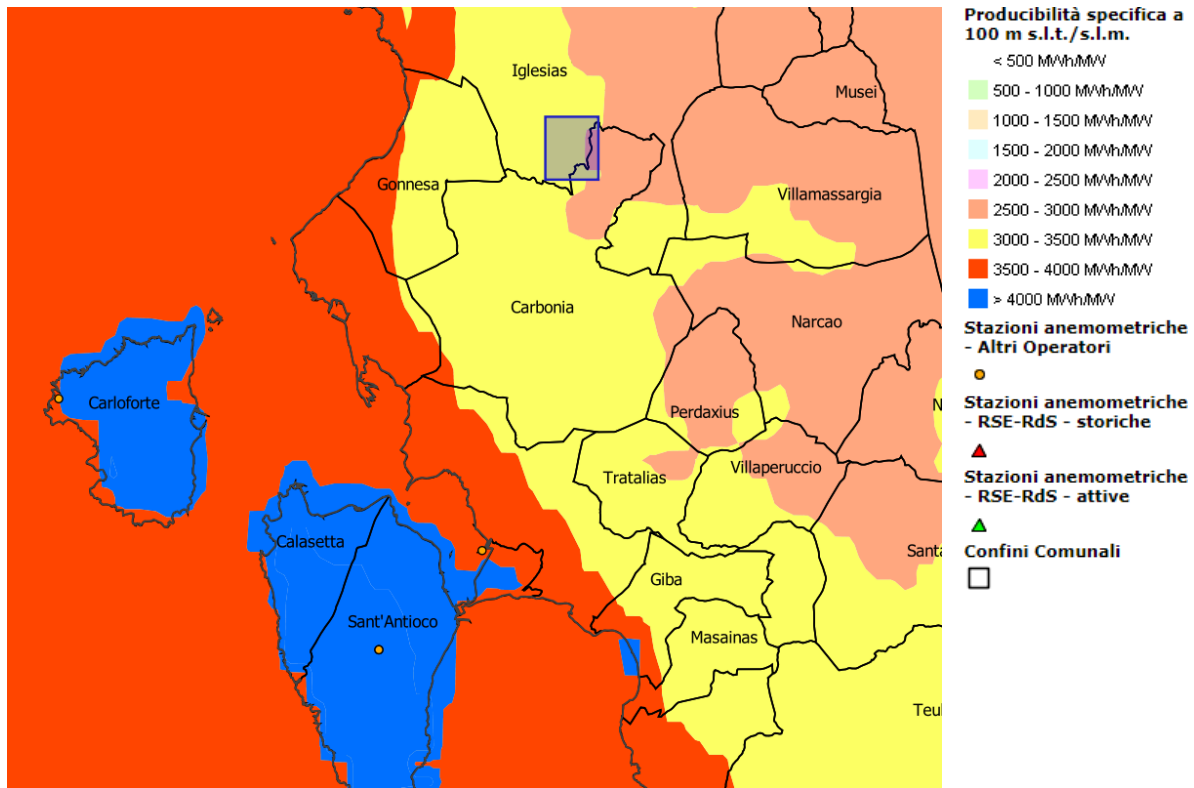 Iglesias
Musei
Gonnesa
Villamassargia
Carbonia
Narcao
Carloforte
Perdaxius
N
Tratalias
Villaperuccio
Calasetta
Santa
Giba
Sant'Antioco
Masainas
Teul
Producibilità specifica a
100 m s.l.t./s.l.m.
< 500 MWh/MW
500 - 1000 MWh/MW
1000 - 1500 MWh/MW
1500 - 2000 MWh/MW
2000 - 2500 MWh/MW
2500 - 3000 MWh/MW
3000 - 3500 MWh/MW
3500 - 4000 MWh/MW
> 4000 MWh/MW
Stazioni anemometriche
- Altri Operatori
Stazioni anemometriche
- RSE-RdS - storiche
Stazioni anemometriche
- RSE-RdS - attive
Confini Comunali